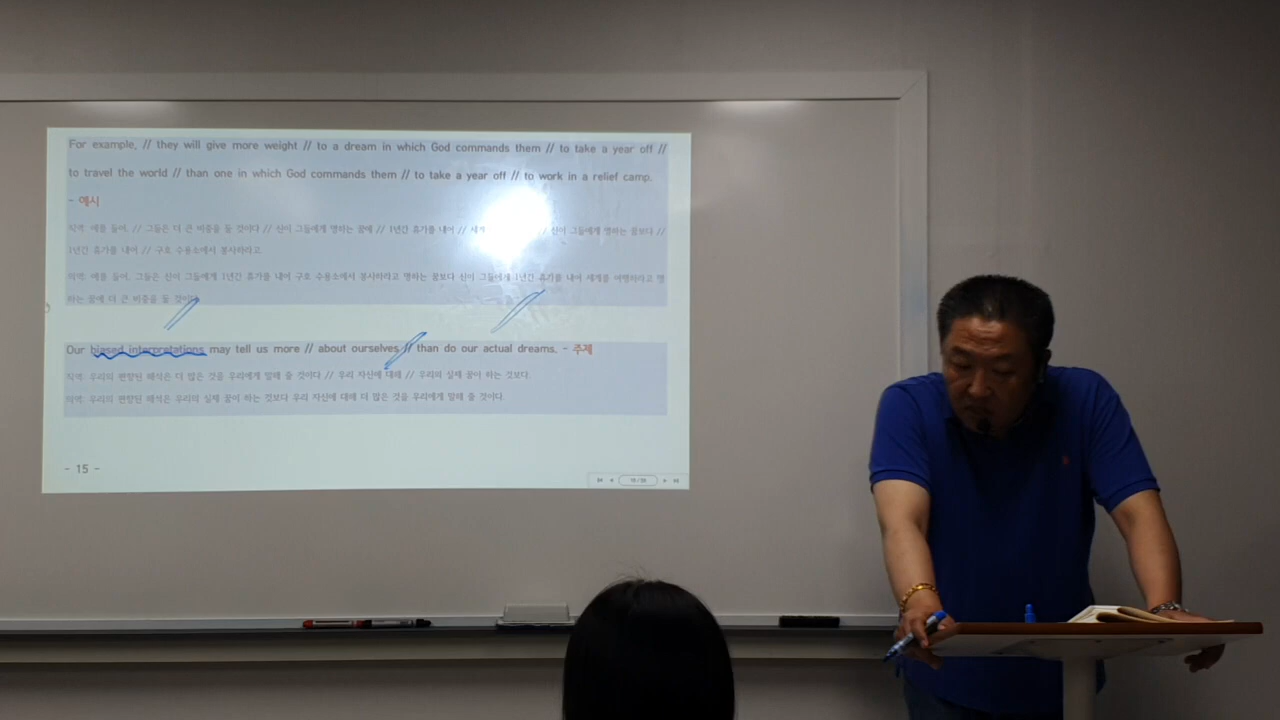 For example, // they will give more weight // to a dream in which God commands them // to take a year off //
to travel the world // than one in which God commands them // to take a year off // to work in a relief camp.
- 예시
직역: 예를 들어, // 그들은 더 큰 비중을 둘 것이다 // 신이 그들에게 명하는 꿈에 // 1년간 휴가를 내어 // 세계 // 신이 그들에게 명하는 꿈보다 //
1년간 휴가를 내어 // 구호 수용소에서 봉사하라고.
의역: 예를 들어, 그들은 신이 그들에게 1년간 휴가를 내어 구호 수용소에서 봉사하라고 명하는 꿈보다 신이 그들에게 1년간 휴가를 내어 세계를 여행하라고 명
하는 꿈에 더 큰 비중을 둘 것이다.
Our biased interpretations may tell us more // about ourselves // than do our actual dreams. - 주제
직역: 우리의 편향된 해석은 더 많은 것을 우리에게 말해 줄 것이다 // 우리 자신에 대해 // 우리의 실제 꿈이 하는 것보다.
의역: 우리의 편향된 해석은 우리의 실제 꿈이 하는 것보다 우리 자신에 대해 더 많은 것을 우리에게 말해 줄 것이다.
- 15 -